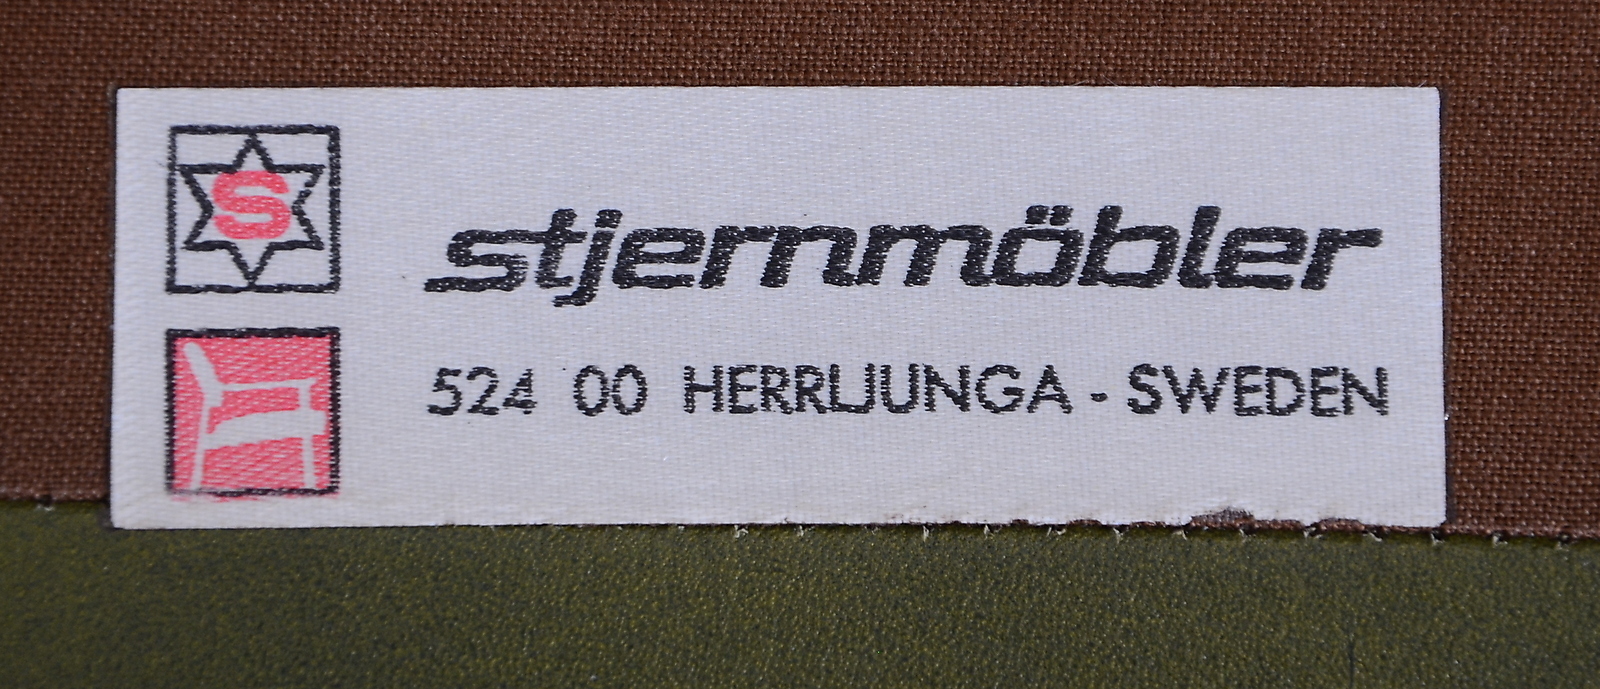 S
stjernmöbler
524 00 HERRLJUNGA - SWEDEN